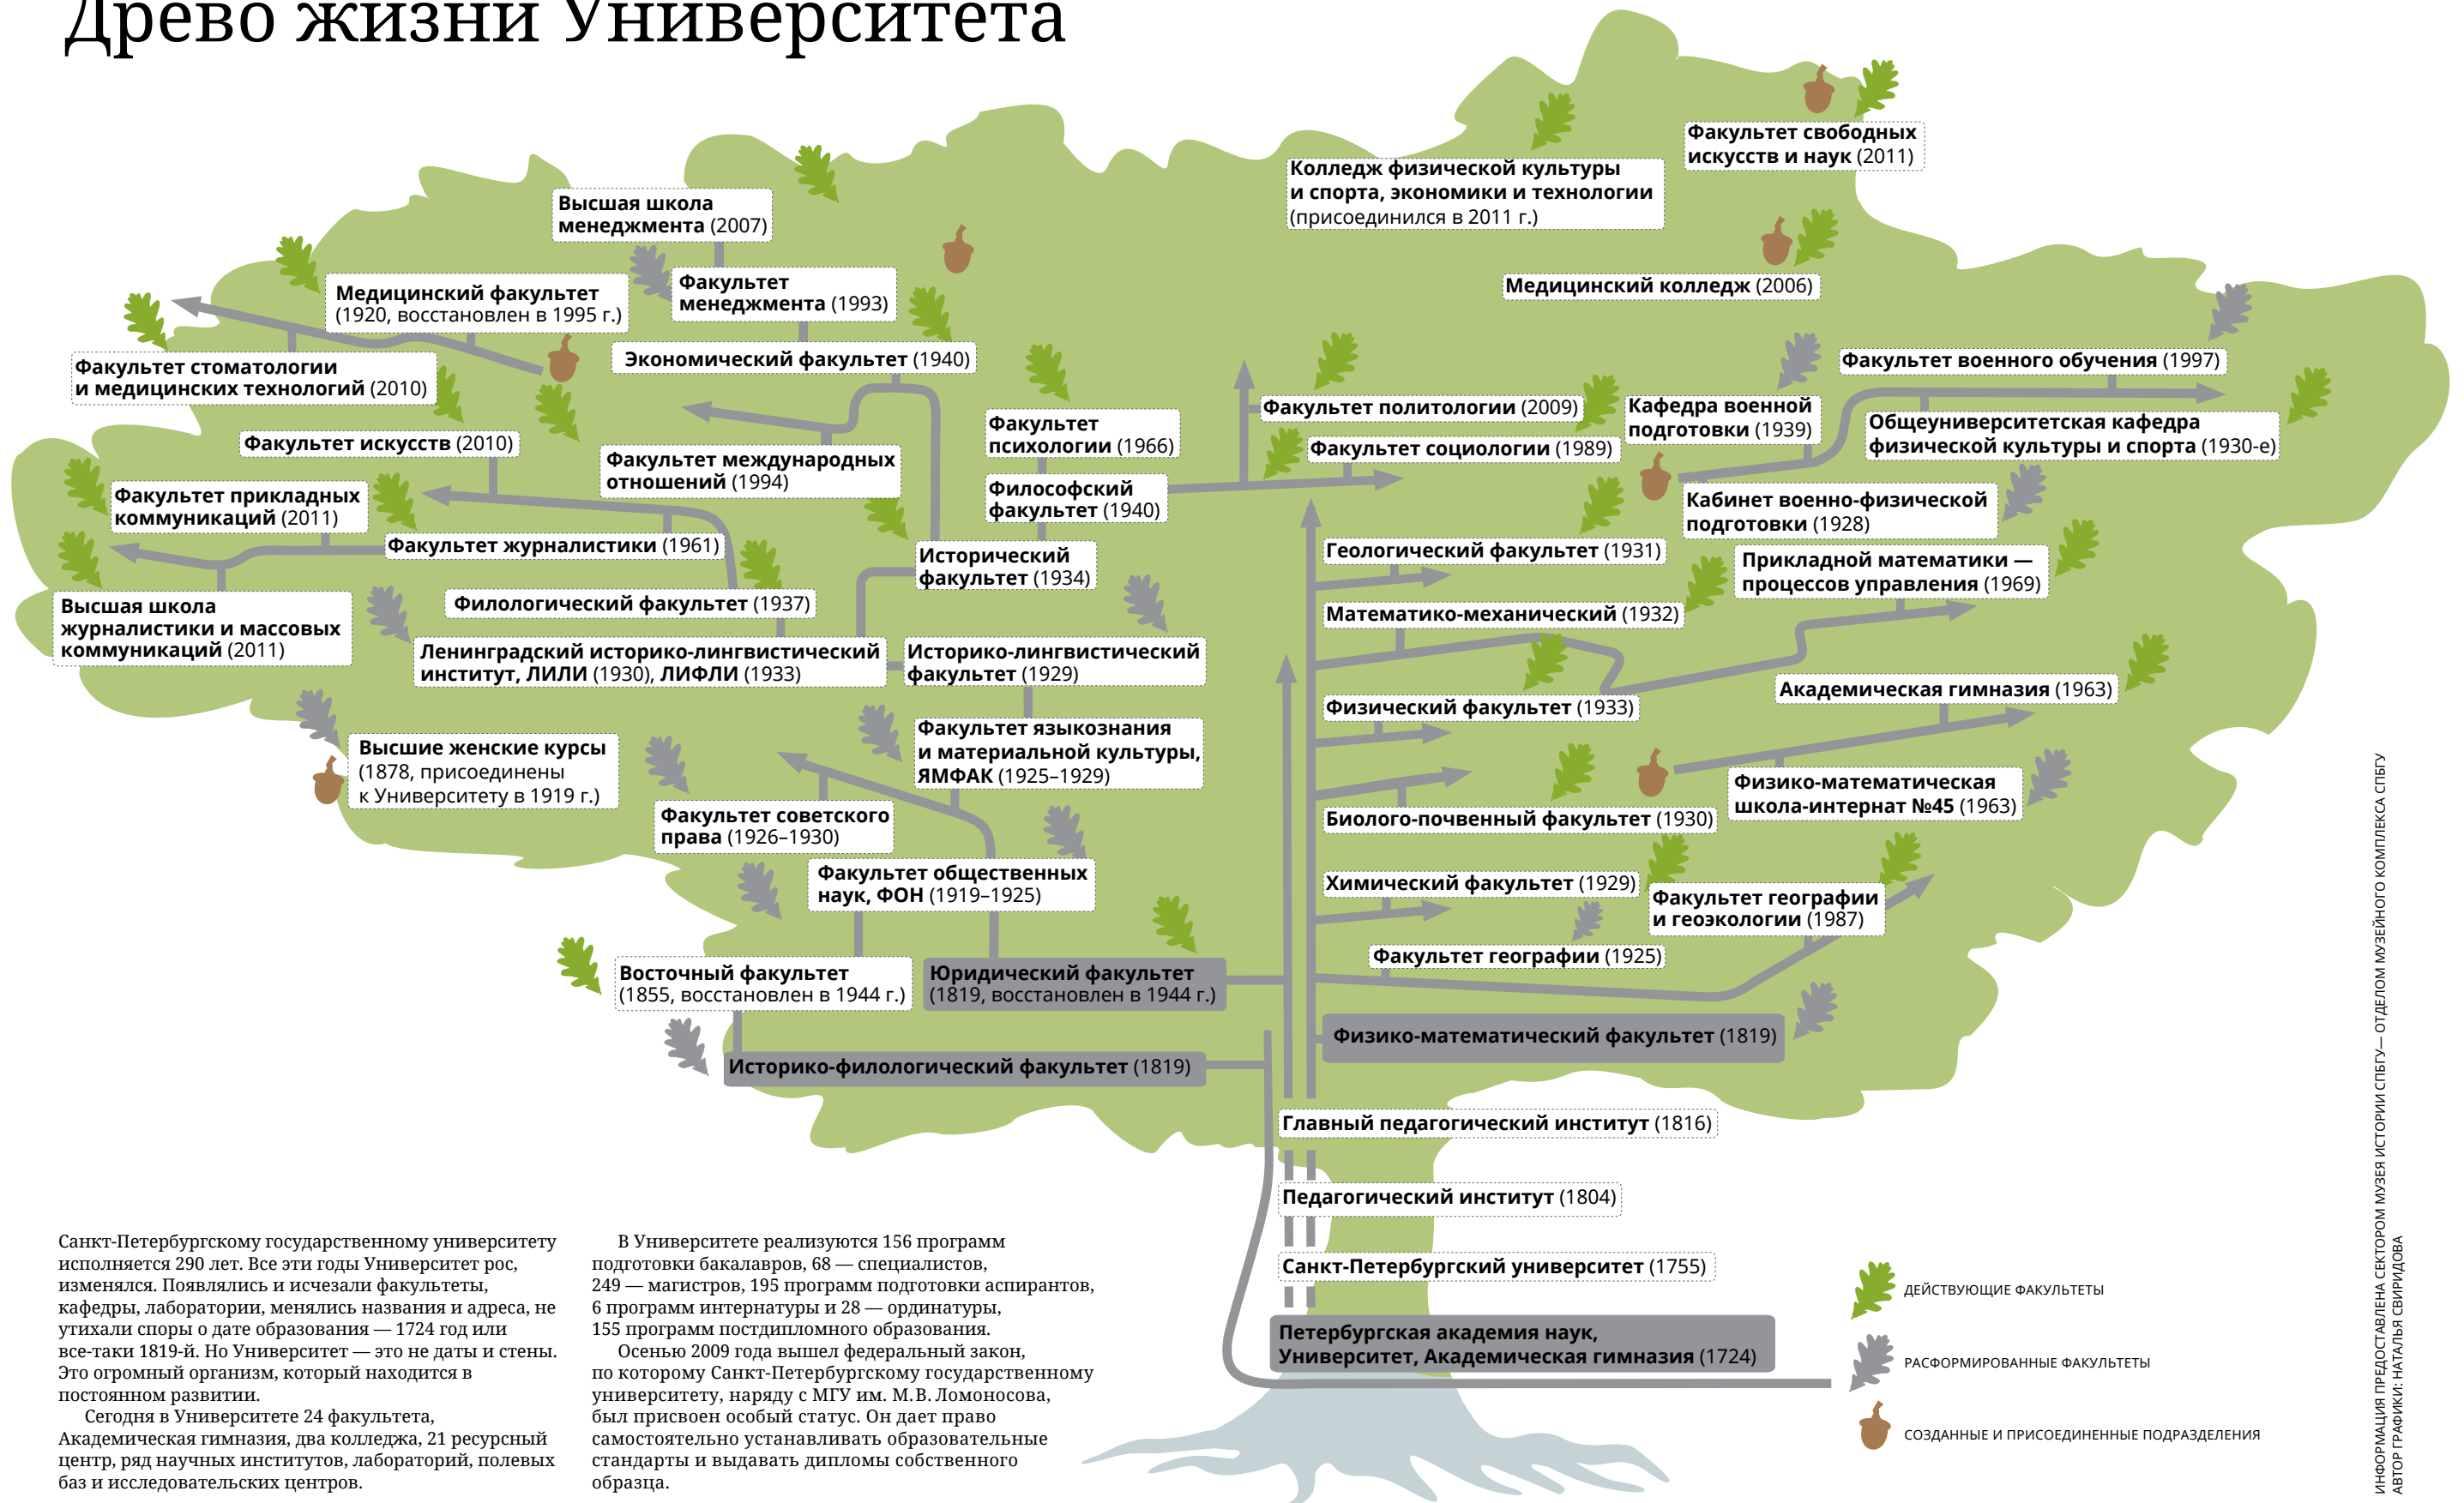 Древо жизни Университета
Факультет свободных
искусств и наук (2011)
Колледж физической культуры
и спорта, экономики и технологии
(присоединился в 2011 г.)
Высшая школа
менеджмента (2007)
Медицинский факультет
(1920, восстановлен в 1995 г.)
Факультет
менеджмента (1993)
Медицинский колледж (2006)
Факультет стоматологии
и медицинских технологий (2010)
Экономический факультет (1940)
Факультет военного обучения (1997)
Факультет искусств (2010)
Факультет международных
отношений (1994)
Факультет
психологии (1966)
Факультет политологии (2009)
Факультет социологии (1989)
Кафедра военной
подготовки (1939)
Общеуниверситетская кафедра
физической культуры и спорта (1930-е)
Факультет прикладных
коммуникаций (2011)
Философский
факультет (1940)
Кабинет военно-физической
подготовки (1928)
Факультет журналистики (1961)
Исторический
факультет (1934)
Геологический факультет (1931)
Прикладной математики —
процессов управления (1969)
Высшая школа
журналистики и массовых
коммуникаций (2011)
Филологический факультет (1937)
Математико-механический (1932)
Ленинградский историко-лингвистический
институт, ЛИЛИ (1930), ЛИФЛИ (1933)
Историко-лингвистический
факультет (1929)
Академическая гимназия (1963)
Физический факультет (1933)
Высшие женские курсы
(1878, присоединены
к Университету в 1919 г.)
Факультет языкознания
и материальной культуры,
ЯМФАК (1925–1929)
Физико-математическая
школа-интернат №45 (1963)
Факультет советского
права (1926–1930)
Биолого-почвенный факультет (1930)
Факультет общественных
наук, ФОН (1919–1925)
Химический факультет (1929)
Факультет географии
и геоэкологии (1987)
Факультет географии (1925)
Восточный факультет
(1855, восстановлен в 1944 г.)
Юридический факультет
(1819, восстановлен в 1944 г.)
Физико-математический факультет (1819)
Историко-филологический факультет (1819)
Главный педагогический институт (1816)
Педагогический институт (1804)
Санкт-Петербургский университет (1755)
Петербургская академия наук,
Университет, Академическая гимназия (1724)
Санкт-Петербургскому государственному университету
исполняется 290 лет. Все эти годы Университет рос,
изменялся. Появлялись и исчезали факультеты,
кафедры, лаборатории, менялись названия и адреса, не
утихали споры о дате образования — 1724 год или
все-таки 1819-й. Но Университет — это не даты и стены.
Это огромный организм, который находится в
постоянном развитии.
Сегодня в Университете 24 факультета,
Академическая гимназия, два колледжа, 21 ресурсный
центр, ряд научных институтов, лабораторий, полевых
баз и исследовательских центров.
В Университете реализуются 156 программ
подготовки бакалавров, 68 — специалистов,
249 — магистров, 195 программ подготовки аспирантов,
6 программ интернатуры и 28 — ординатуры,
155 программ постдипломного образования.
Осенью 2009 года вышел федеральный закон,
по которому Санкт-Петербургскому государственному
университету, наряду с МГУ им. М. В. Ломоносова,
был присвоен особый статус. Он дает право
самостоятельно устанавливать образовательные
стандарты и выдавать дипломы собственного
образца.
ДЕЙСТВУЮЩИЕ ФАКУЛЬТЕТЫ
РАСФОРМИРОВАННЫЕ ФАКУЛЬТЕТЫ
СОЗДАННЫЕ И ПРИСОЕДИНЕННЫЕ ПОДРАЗДЕЛЕНИЯ
ИНФОРМАЦИЯ ПРЕДОСТАВЛЕНА СЕКТОРОМ МУЗЕЯ ИСТОРИИ СПБГУ— ОТДЕЛОМ МУЗЕЙНОГО КОМПЛЕКСА СПБГУ
АВТОР ГРАФИКИ: НАТАЛЬЯ СВИРИДОВА